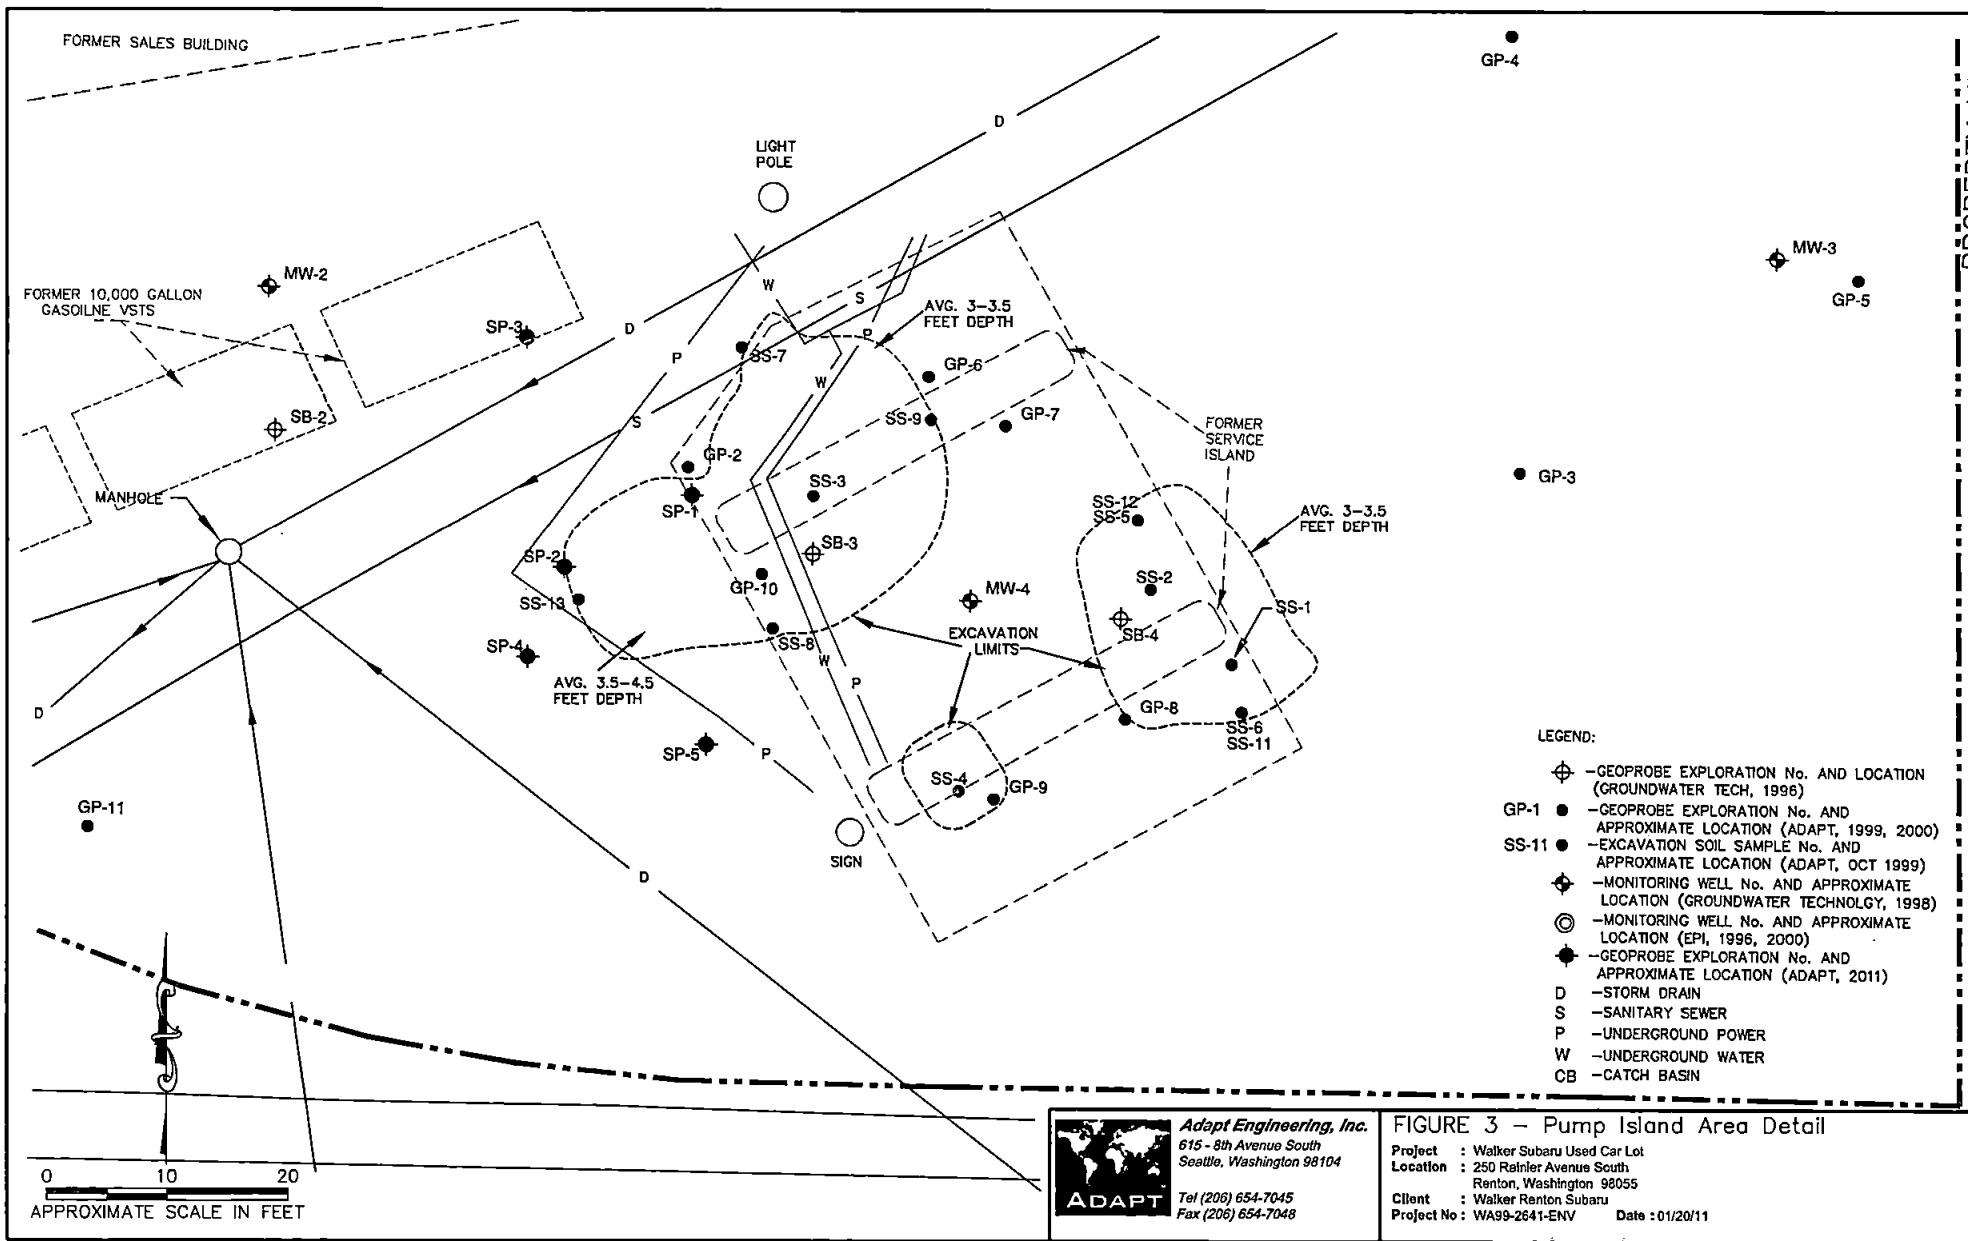 FORMER SALES BUILDING
GP-4
D
LIGHT
POLE
PROPERTY
MW-2
FORMER 10,000 GALLON
GASOILNE VSTS
W
S
AVG. 3-3.5
FEET DEPTH
MW-3
GP-5
SP-3
D
P
SS-7
P
GP-6
W
SB-2
S
SS-9
GP-7
FORMER
SERVICE
ISLAND
GP-2
GP-3
MANHOLE
SP-1
SS-3
SS-12
SS-5
AVG. 3-3.5
FEET DEPTH
SP-2
SB-3
GP-10
SS-13
MW-4
SS-2
SS-1
SB-4
SP-4
SS-8
EXCAVATION
LIMITS
W
P
AVG. 3.5-4.5
FEET DEPTH
D
GP-8
SS-6
SS-11
SP-5
P
SS-4
GP-9
GP-11
SIGN
D
LEGEND:
-GEOPROBE EXPLORATION No. AND LOCATION
(GROUNDWATER TECH, 1996)
GP-1 -GEOPROBE EXPLORATION No. AND
APPROXIMATE LOCATION (ADAPT, 1999, 2000)
SS-11 -EXCAVATION SOIL SAMPLE No. AND
APPROXIMATE LOCATION (ADAPT, OCT 1999)
-MONITORING WELL No. AND APPROXIMATE
LOCATION (GROUNDWATER TECHNOLGY, 1998)
-MONITORING WELL No. AND APPROXIMATE
LOCATION (EPI, 1996, 2000)
-GEOPROBE EXPLORATION No. AND
APPROXIMATE LOCATION (ADAPT, 2011)
D -STORM DRAIN
S -SANITARY SEWER
P -UNDERGROUND POWER
W -UNDERGROUND WATER
CB -CATCH BASIN
0 10 20
APPROXIMATE SCALE IN FEET
ADAPT
Adapt Engineering, Inc.
615 - 8th Avenue South
Seattle, Washington 98104
Tel (206) 654-7045
Fax (206) 654-7048
FIGURE 3 - Pump Island Area Detail
Project : Walker Subaru Used Car Lot
Location : 250 Rainier Avenue South
Renton, Washington 98055
Client : Walker Renton Subaru
Project No : WA99-2641-ENV Date : 01/20/11